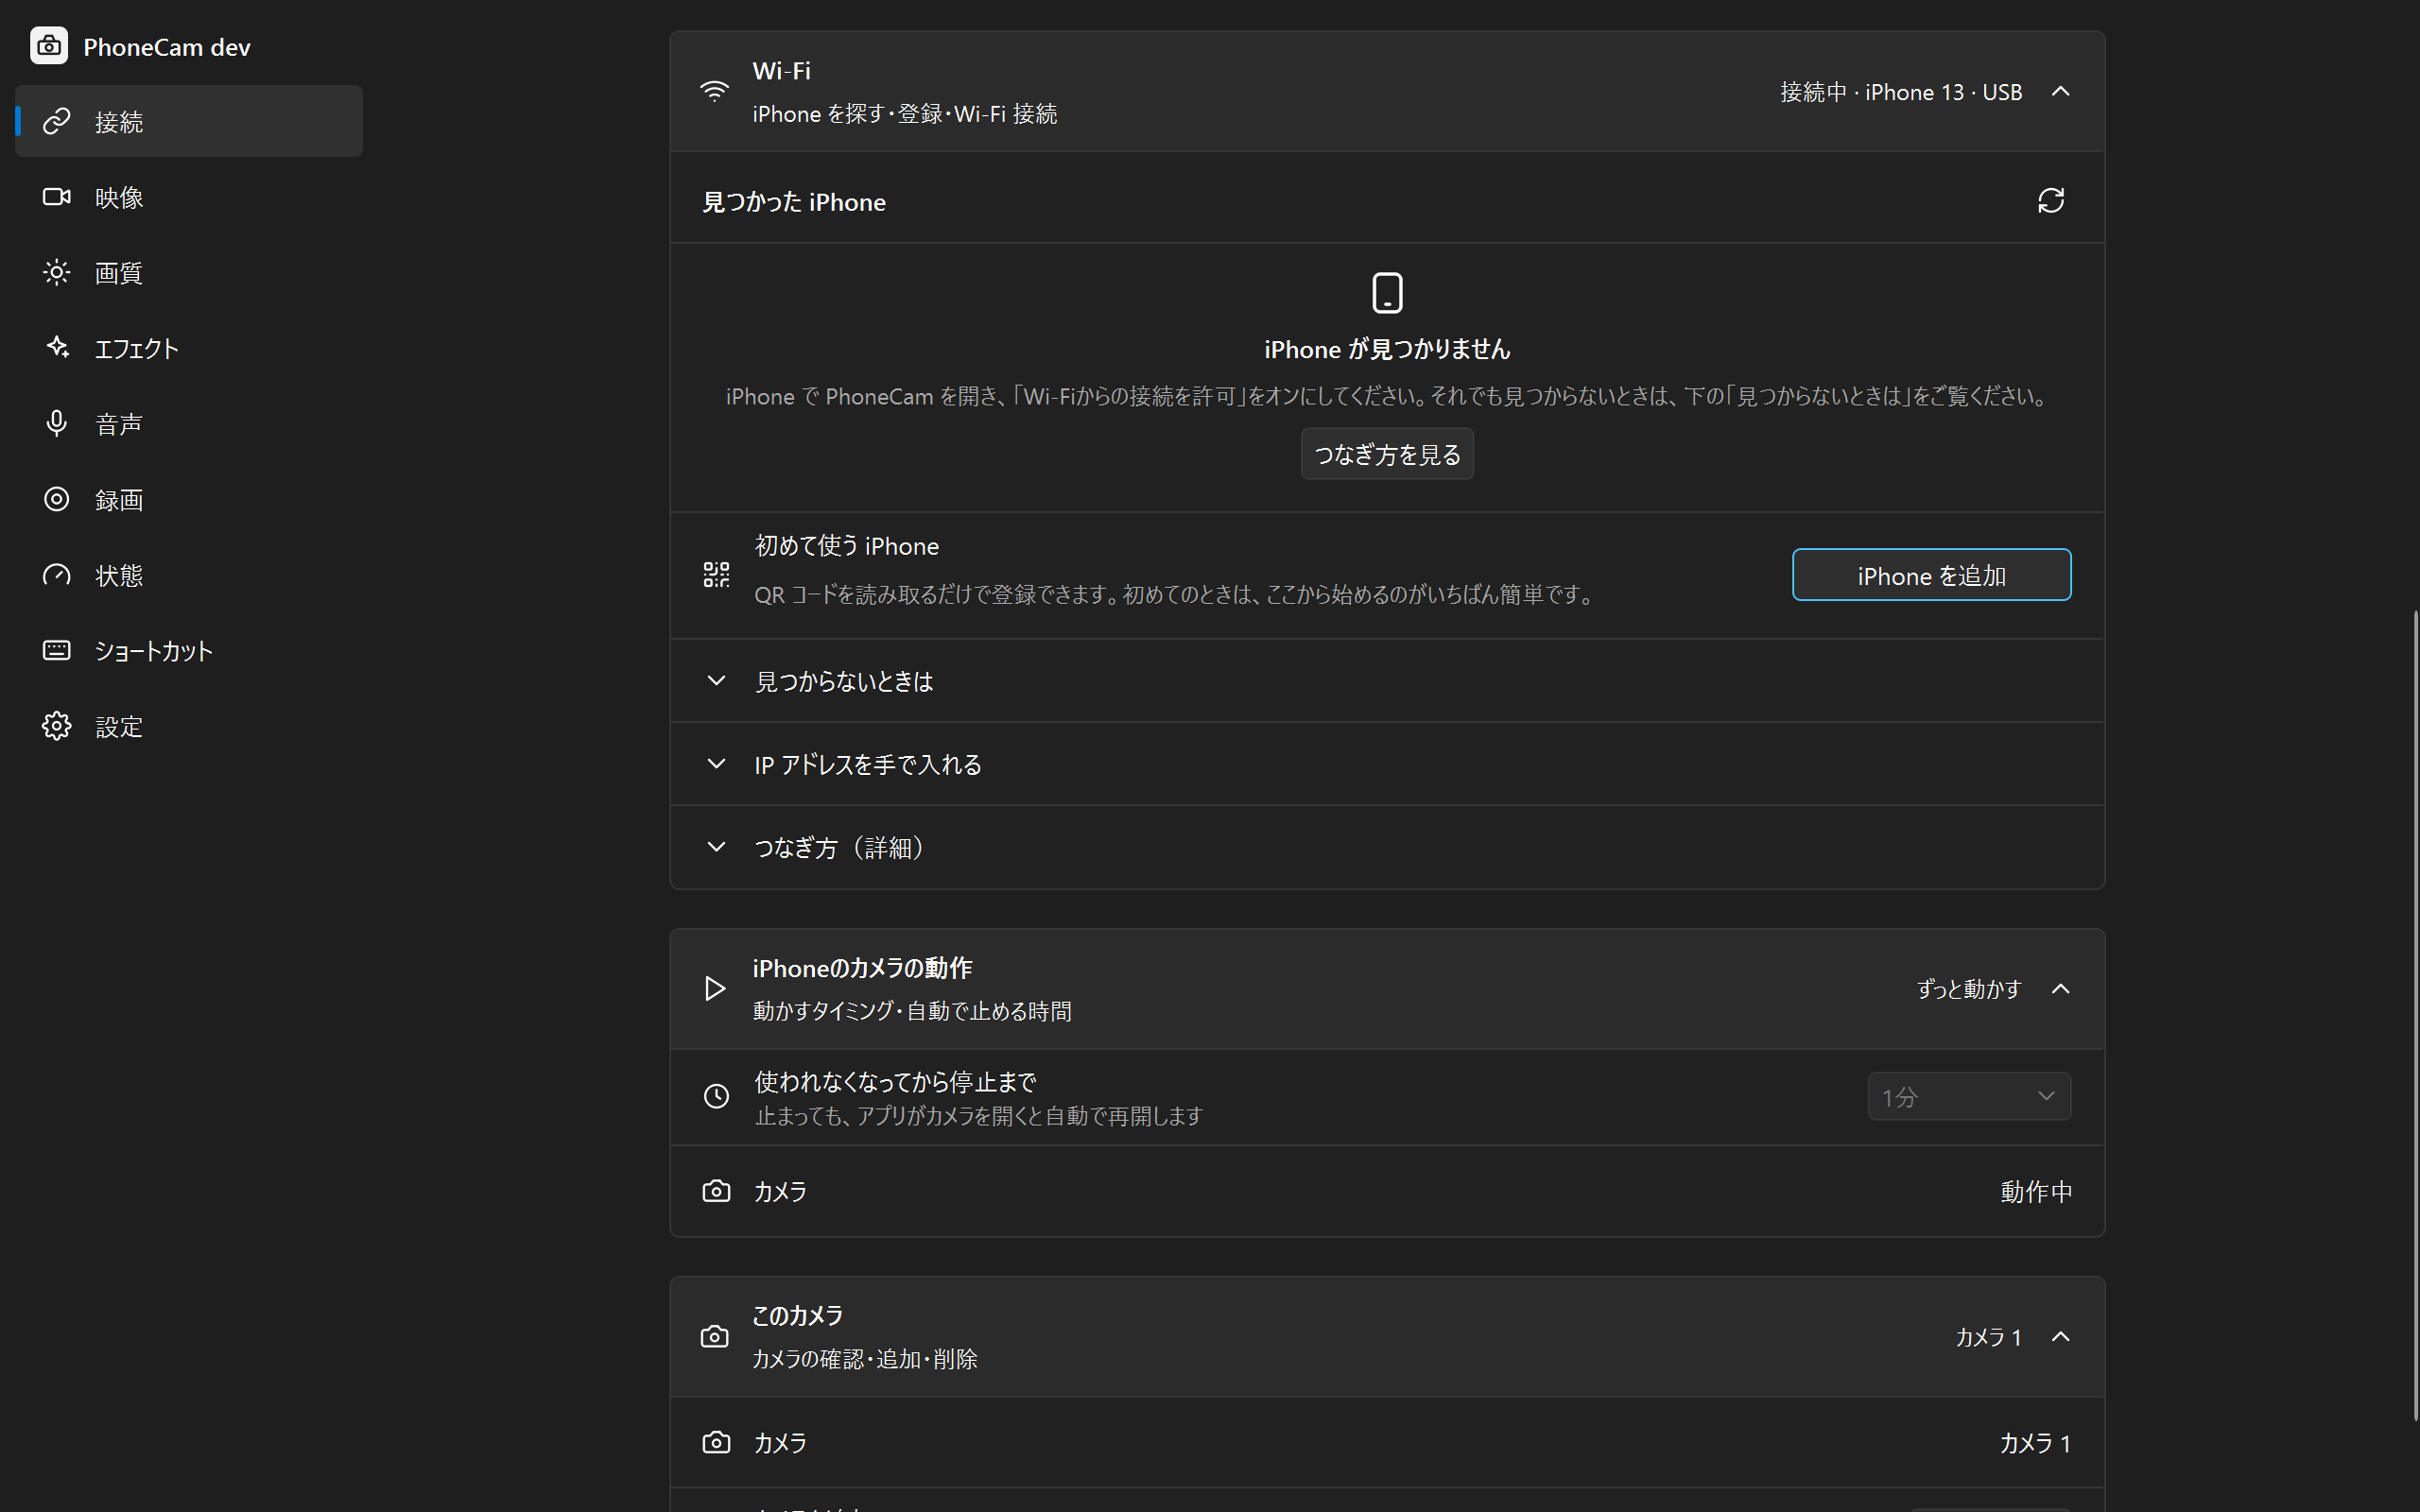 PhoneCam dev
接続
映像
画質
エフェクト
音声
録画
状態
ショートカット
設定
Wi-Fi
iPhone を探す・登録・Wi-Fi 接続
接続中 · iPhone 13 · USB
見つかった iPhone
iPhone が見つかりません
iPhone で PhoneCam を開き、「Wi-Fiからの接続を許可」をオンにしてください。それでも見つからないときは、下の「見つからないときは」をご覧ください。
つなぎ方を見る
初めて使う iPhone
QR コードを読み取るだけで登録できます。初めてのときは、ここから始めるのがいちばん簡単です。
iPhone を追加
見つからないときは
IP アドレスを手で入れる
つなぎ方（詳細）
iPhoneのカメラの動作
動かすタイミング・自動で止める時間
ずっと動かす
使われなくなってから停止まで
止まっても、アプリがカメラを開くと自動で再開します
1分
カメラ
動作中
このカメラ
カメラの確認・追加・削除
カメラ 1
カメラ
カメラ 1